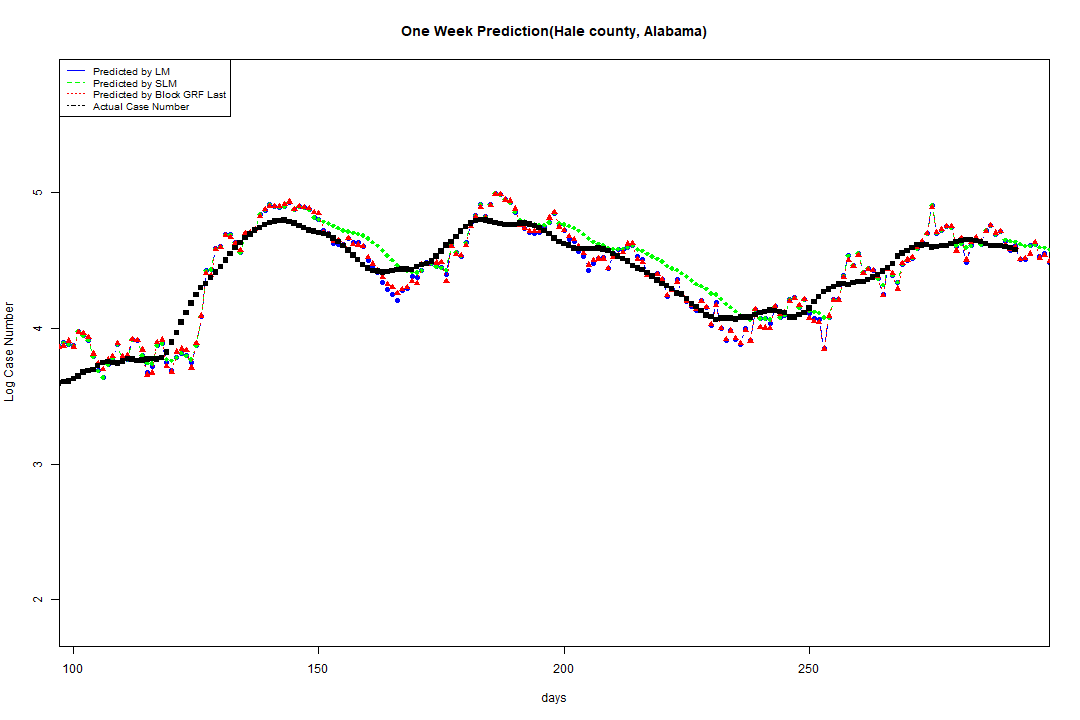 One Week Prediction(Hale county, Alabama)
Predicted by LM
Predicted by SLM
Predicted by Block GRF Last
Actual Case Number
5
4
3
2
Log Case Number
100 150 200 250
days